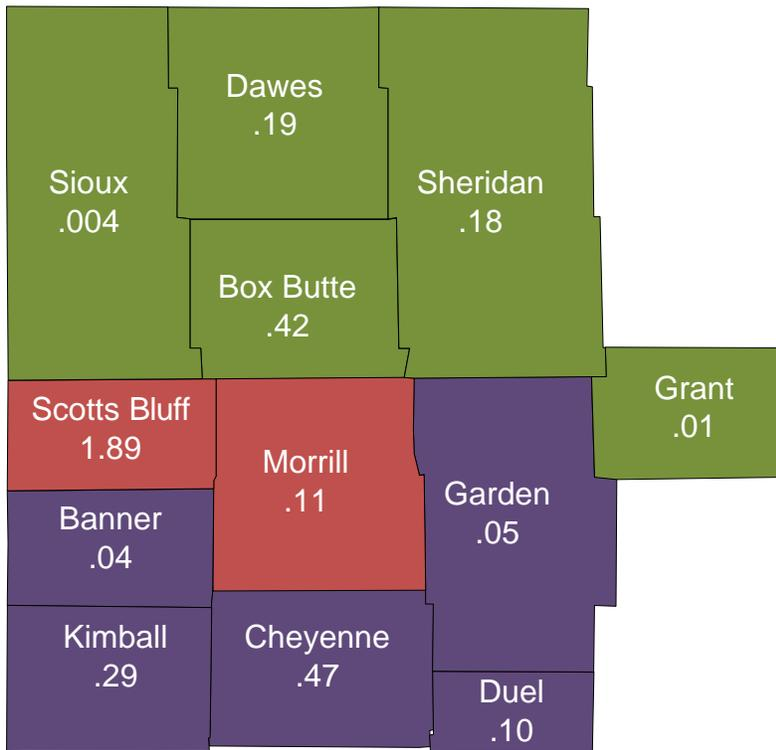 Dawes
.19
Sioux
.004
Sheridan
.18
Box Butte
.42
Grant
.01
Scotts Bluff
1.89
Morrill
.11
Garden
.05
Banner
.04
Kimball
.29
Cheyenne
.47
Duel
.10